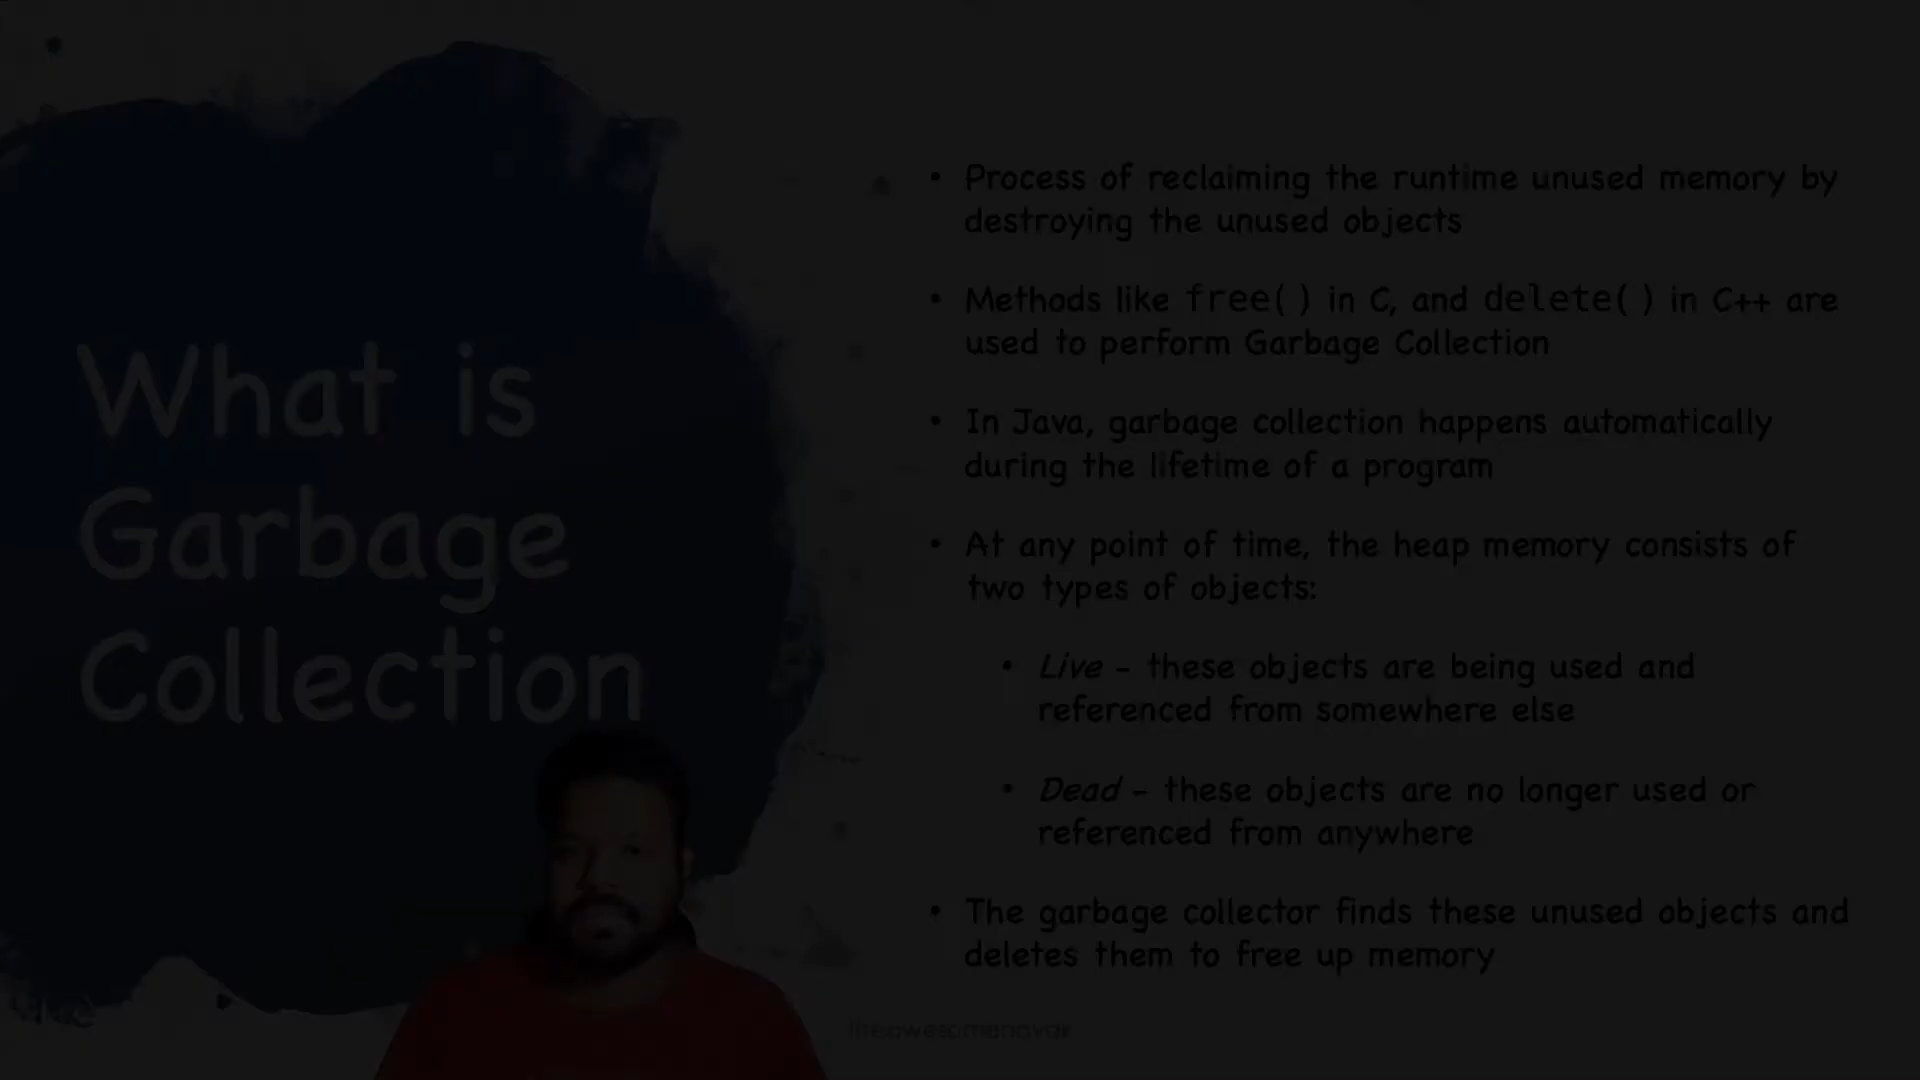 What is
Garbage
Collection
• Process of reclaiming the runtime unused memory by
destroying the unused objects
• Methods like free() in C, and delete() in C++ are
used to perform Garbage Collection
• In Java, garbage collection happens automatically
during the lifetime of a program
• At any point of time, the heap memory consists of
two types of objects:
• Live - these objects are being used and
referenced from somewhere else
• Dead - these objects are no longer used or
referenced from anywhere
• The garbage collector finds these unused objects and
deletes them to free up memory